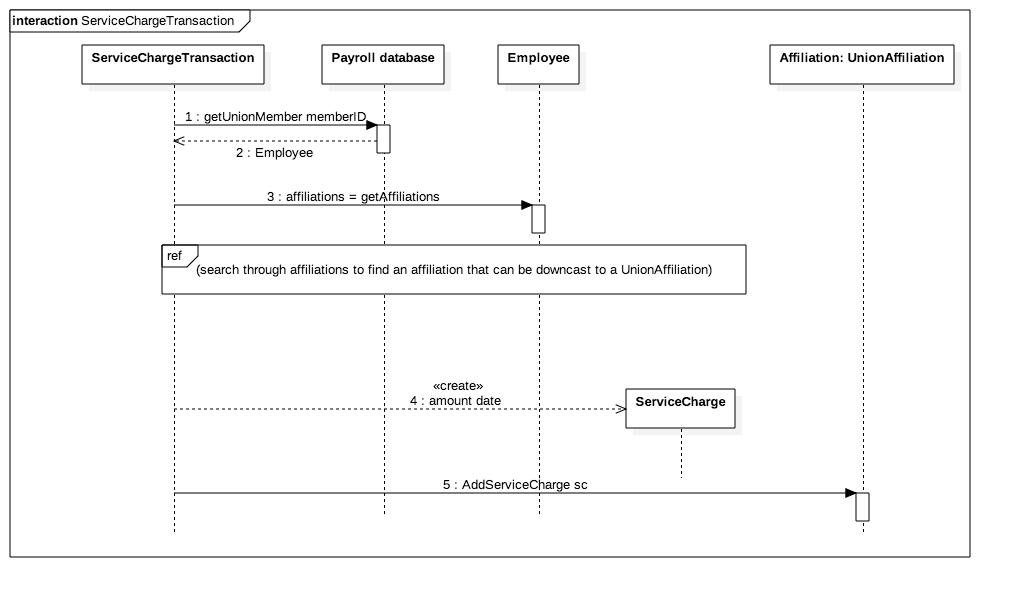 interaction ServiceChargeTransaction
ServiceChargeTransaction
Payroll database
Employee
Affiliation: UnionAffiliation
1 : getUnionMember memberID
2 : Employee
3 : affiliations = getAffiliations
ref
(search through affiliations to find an affiliation that can be downcast to a UnionAffiliation)
«create»
4 : amount date
ServiceCharge
5 : AddServiceCharge sc